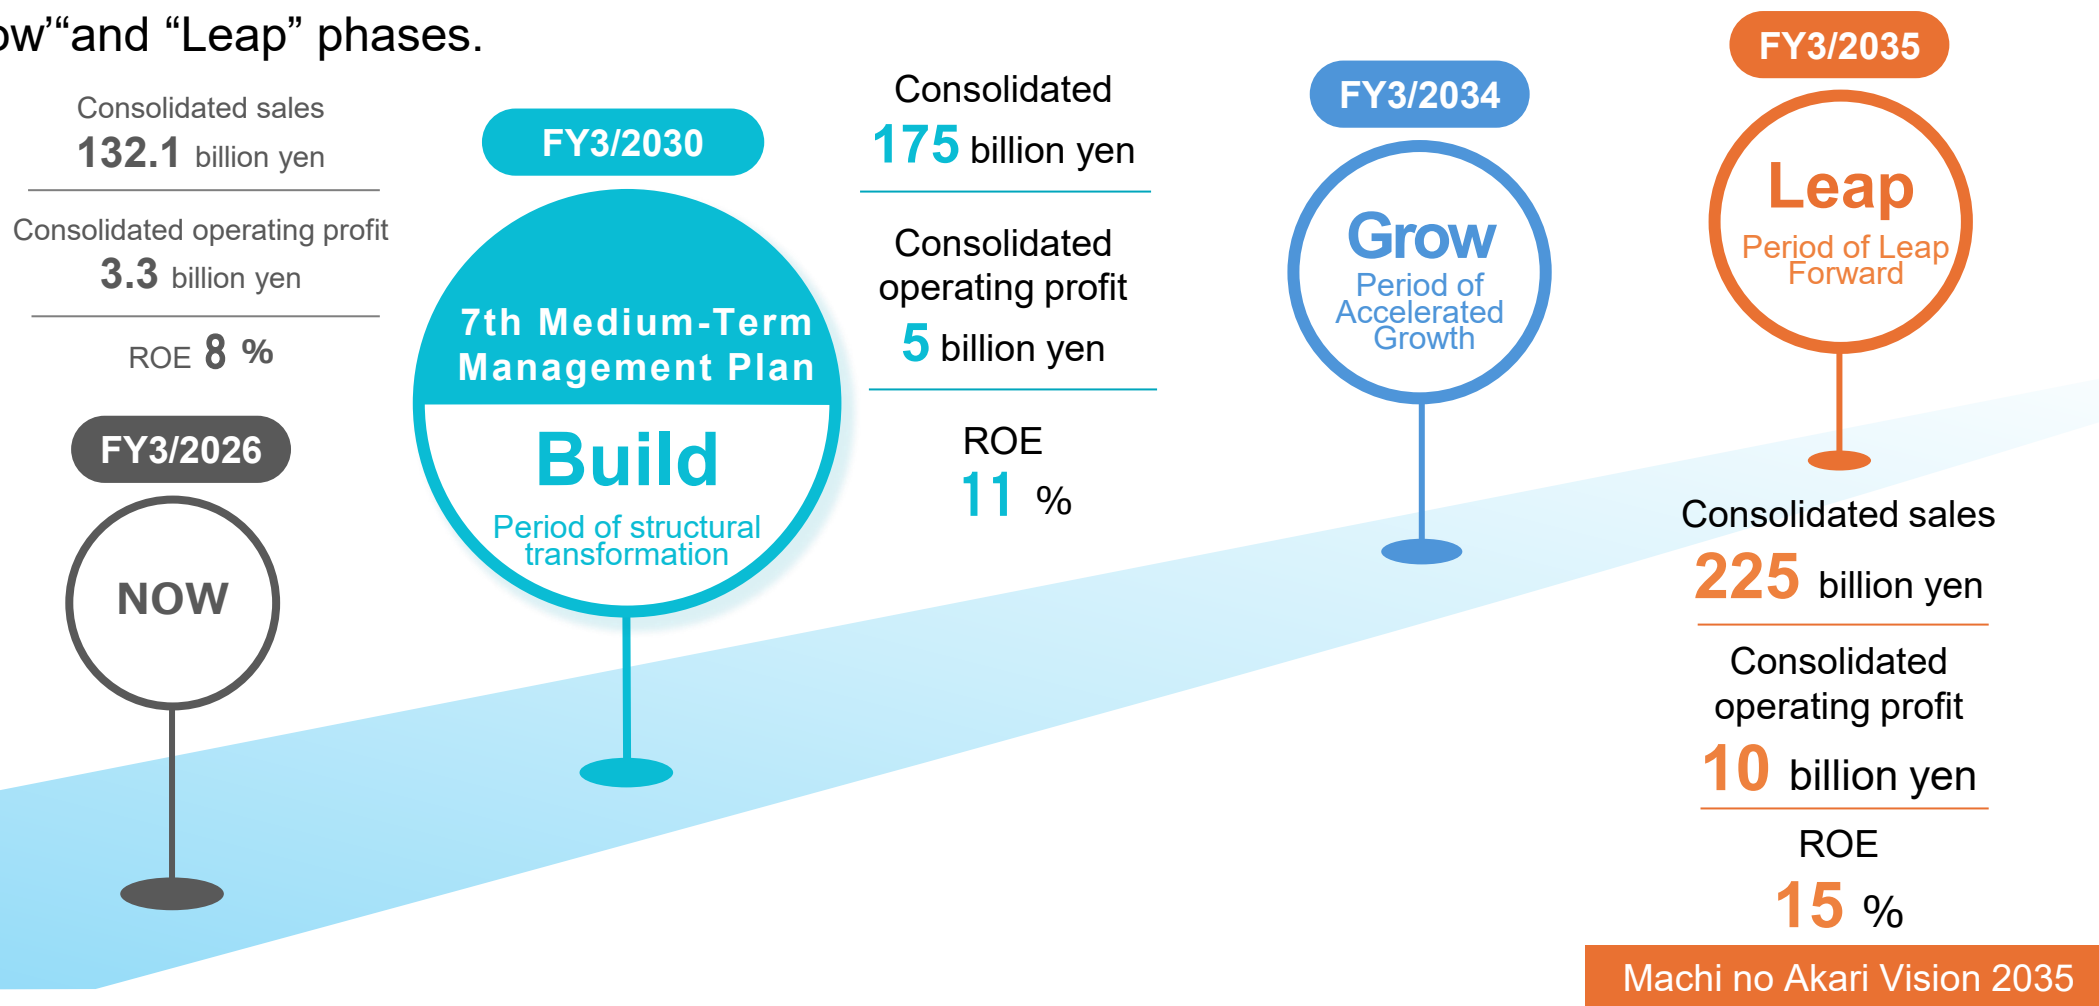 ow’“and “Leap” phases.
Consolidated sales
132.1 billion yen
Consolidated operating profit
3.3 billion yen
ROE 8 %
FY3/2026
NOW
FY3/2030
7th Medium-Term
Management Plan
Build
Period of structural
transformation
Consolidated
175 billion yen
Consolidated
operating profit
5 billion yen
ROE
11 %
FY3/2034
Grow
Period of
Accelerated
Growth
FY3/2035
Leap
Period of Leap
Forward
Consolidated sales
225 billion yen
Consolidated
operating profit
10 billion yen
ROE
15 %
Machi no Akari Vision 2035